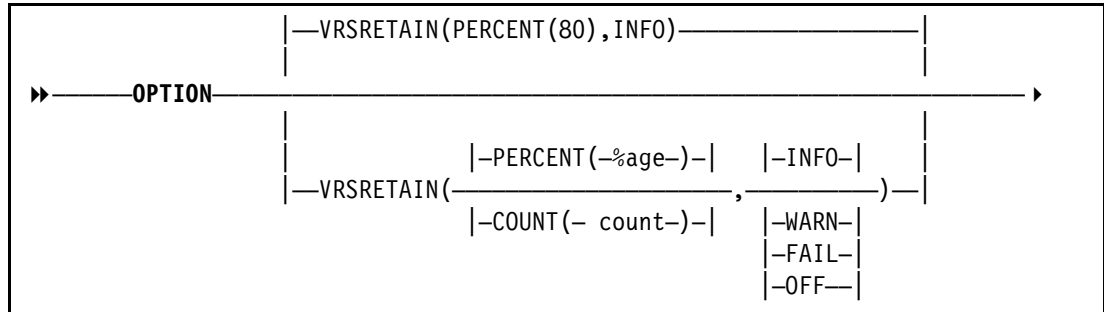 |——VRSRETAIN(PERCENT(80),INFO)——————————————————|
▸▸——————OPTION————————————————————————————————————————————————————————————— ▸
|—PERCENT(—%age—)—| |—INFO—|
|——VRSRETAIN(—————————————————————,——————————)——|
|—COUNT(— count—)—| |—WARN—|
|—FAIL—|
|—OFF——|